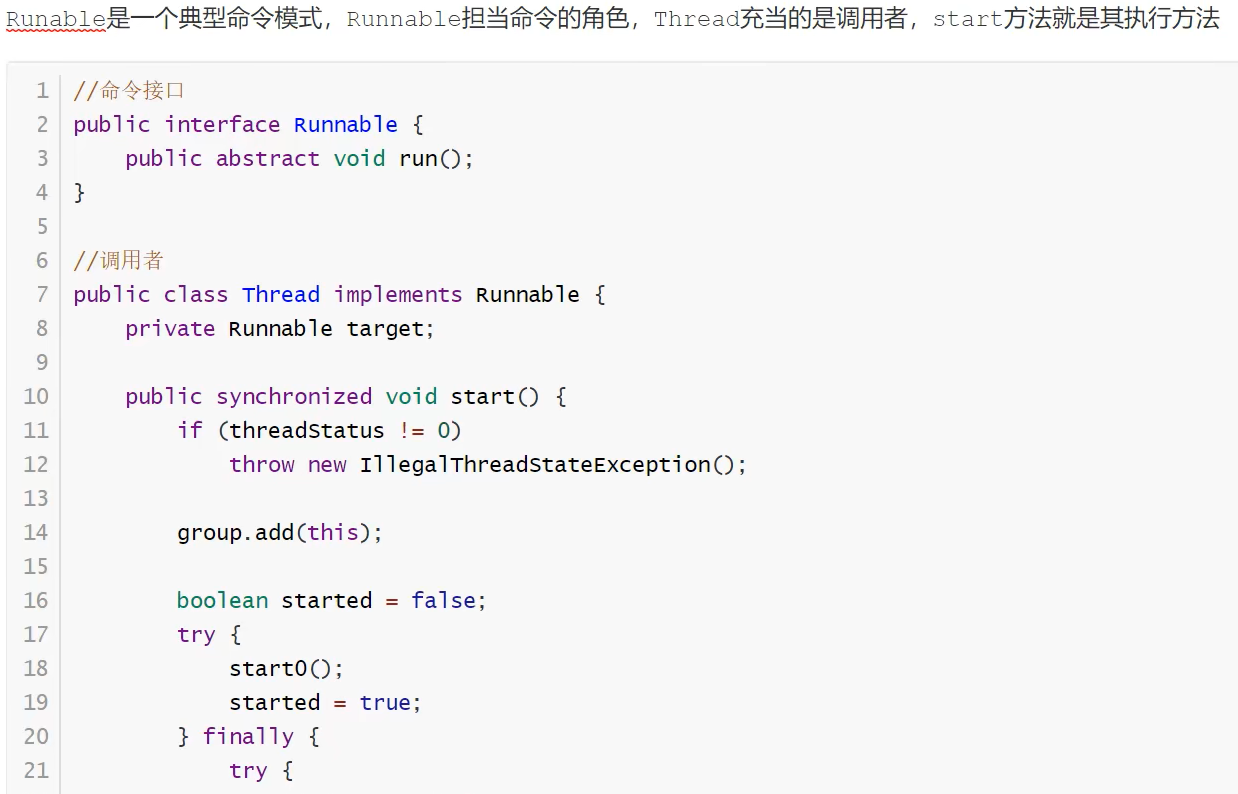 Runable是一个典型命令模式，Runnable担当命令的角色，Thread充当的是调用者，start方法就是其执行方法
1 //命令接口
2 public interface Runnable {
3     public abstract void run();
4 }
5
6 //调用者
7 public class Thread implements Runnable {
8     private Runnable target;
9
10     public synchronized void start() {
11         if (threadStatus != 0)
12             throw new IllegalThreadStateException();
13
14         group.add(this);
15
16         boolean started = false;
17         try {
18             start0();
19             started = true;
20         } finally {
21             try {